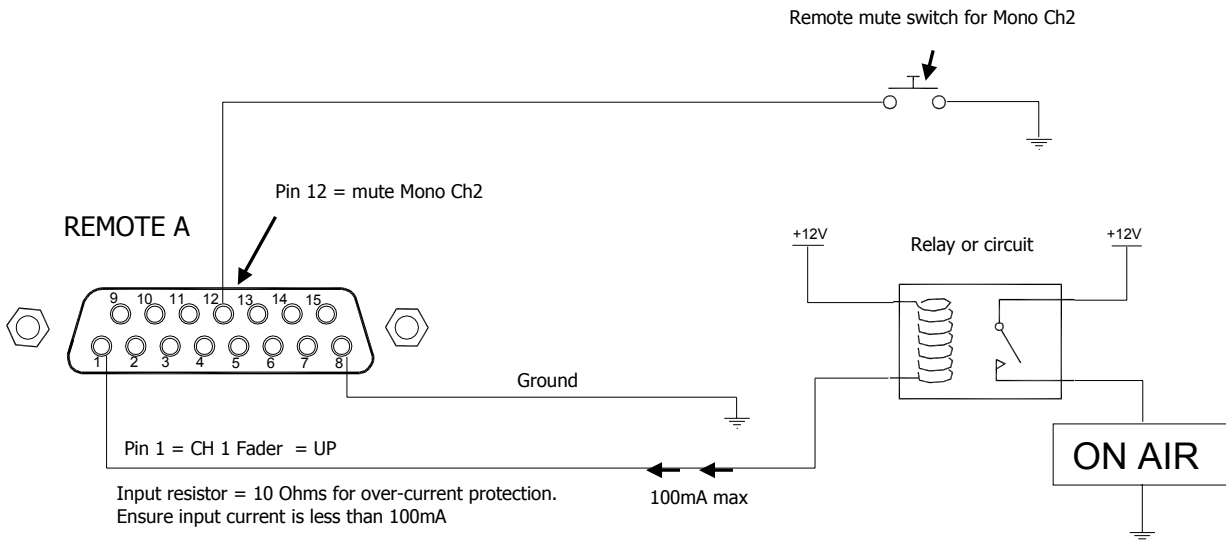 Remote mute switch for Mono Ch2
Pin 12 = mute Mono Ch2
REMOTE A
+12V
Relay or circuit
+12V
9 10 11 12 13 14 15
1 2 3 4 5 6 7 8
Ground
Pin 1 = CH 1 Fader = UP
ON AIR
Input resistor = 10 Ohms for over-current protection.
Ensure input current is less than 100mA
100mA max